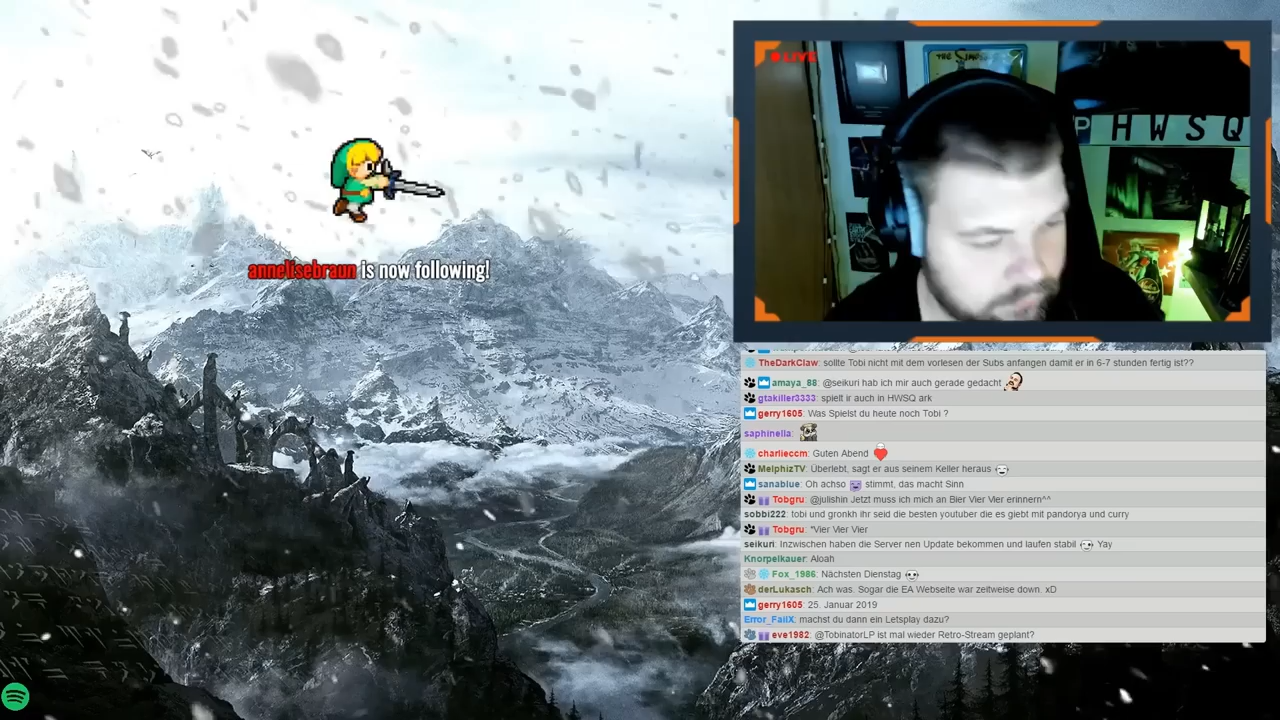 LIVE
THE SIMPSONS
P H W S Q
annelisebraun is now following!
TheDarkClaw: sollte Tobi nicht mit dem vorlesen der Subs anfangen damit er in 6-7 stunden fertig ist??
amaya_88: @seikuri hab ich mir auch gerade gedacht
gtakiller3333: spielt ir auch in HWSQ ark
gerry1605: Was Spielst du heute noch Tobi ?
saphinella:
charlieccm: Guten Abend
MelphizTV: Überlebt, sagt er aus seinem Keller heraus
sanablue: Oh achso stimmt, das macht Sinn
Tobgru: @julishin Jetzt muss ich mich an Bier Vier Vier erinnern^^
sobbi222: tobi und gronkh ihr seid die besten youtuber die es giebt mit pandorya und curry
Tobgru: *Vier Vier Vier
seikuri: Inzwischen haben die Server nen Update bekommen und laufen stabil Yay
Knorpelkauer: Aloah
Fox_1986: Nächsten Dienstag
derLukasch: Ach was. Sogar die EA Webseite war zeitweise down. xD
gerry1605: 25. Januar 2019
Error_FailX: machst du dann ein Letsplay dazu?
eve1982: @TobinatorLP ist mal wieder Retro-Stream geplant?